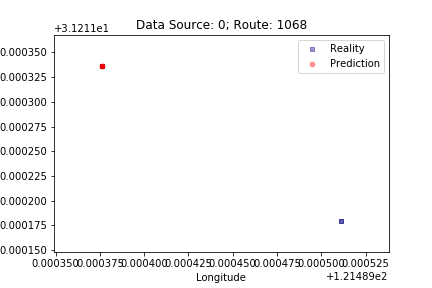 Data Source: 0; Route: 1068
+3.1211e1
Reality
Prediction
0.000350
0.000325
0.000300
0.000275
0.000250
0.000225
0.000200
0.000175
0.000150
0.000350 0.000375 0.000400 0.000425 0.000450 0.000475 0.000500 0.000525
Longitude
+1.21489e2